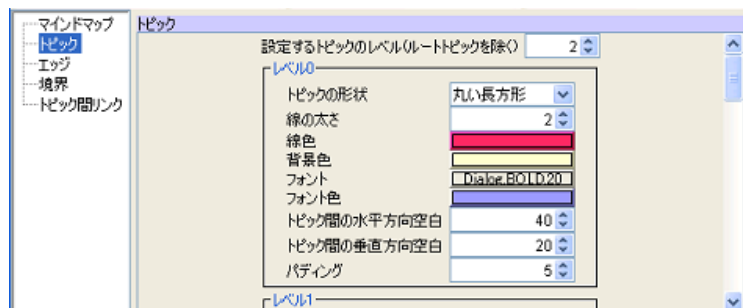 マインドマップ
トピック
エッジ
境界
トピック間リンク
トピック
設定するトピックのレベル(ルートトピックを除く) 2
レベル0
トピックの形状 丸い長方形
線の太さ 2
線色
背景色
フォント Dialog.BOLD.20
フォント色
トピック間の水平方向空白 40
トピック間の垂直方向空白 20
パディング 5
レベル1